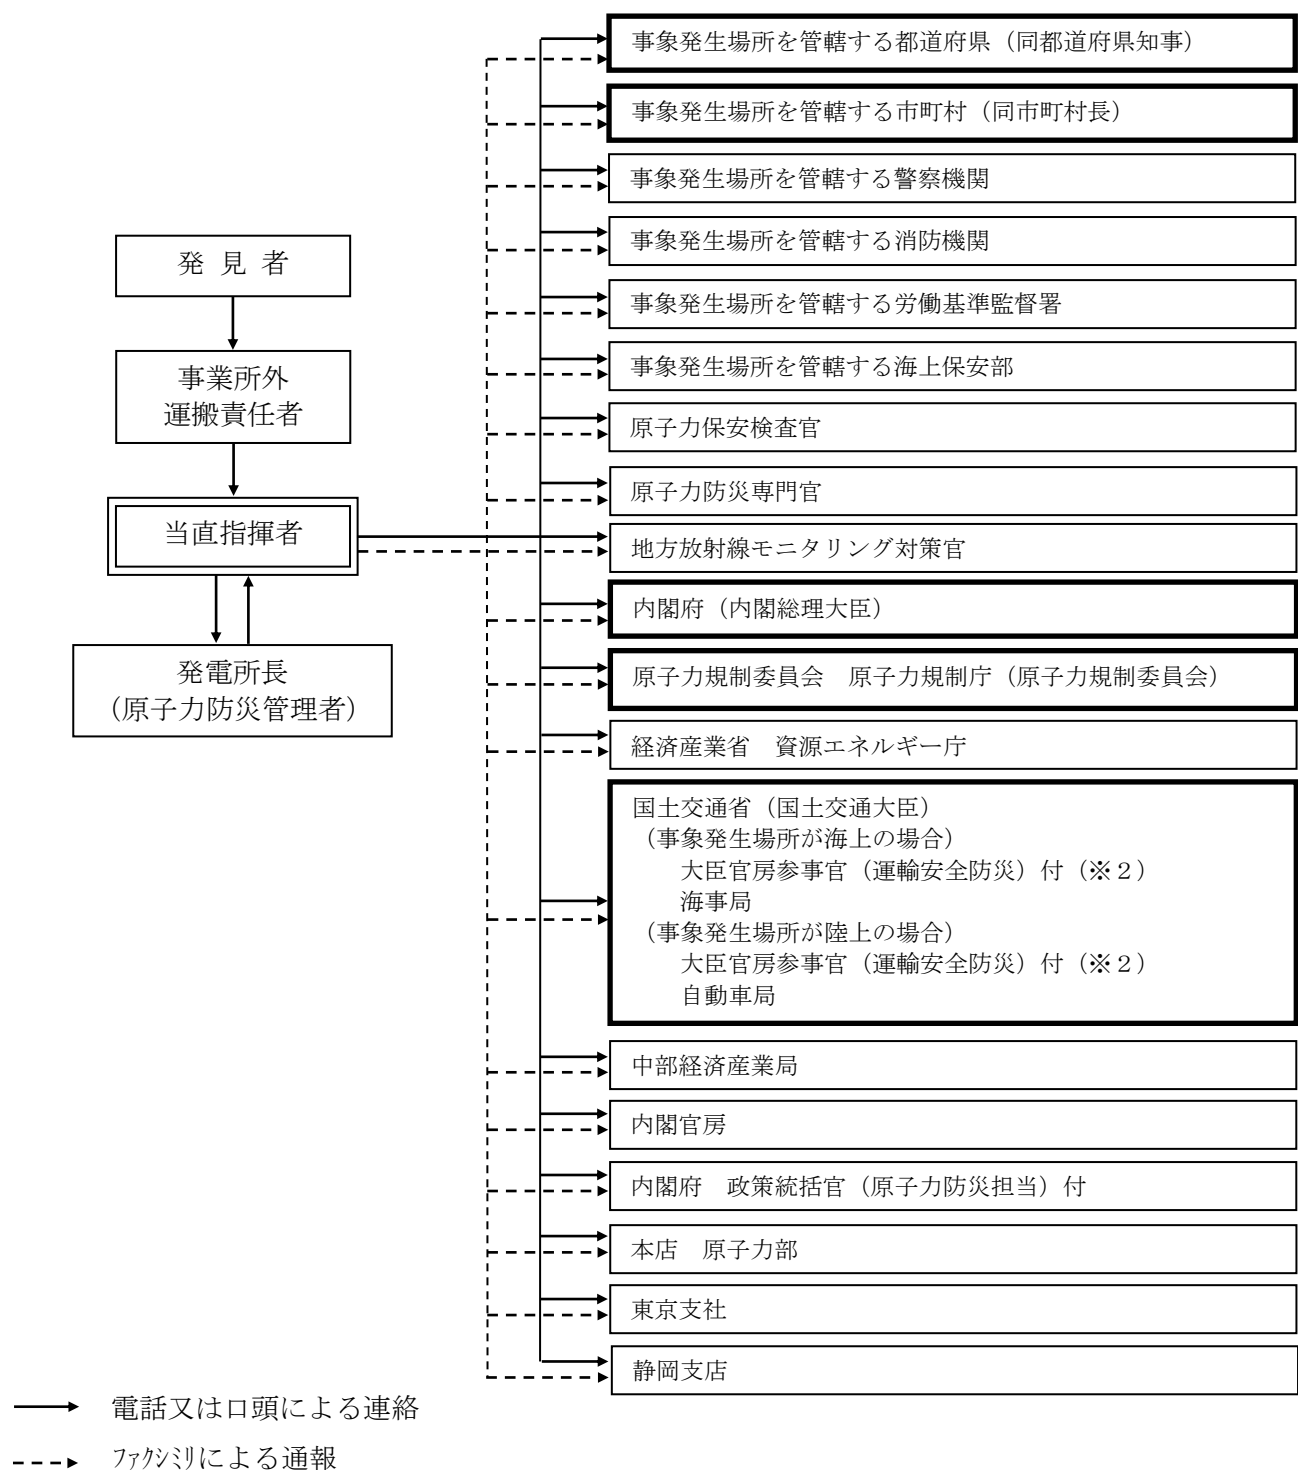 発 見 者
事業所外
運搬責任者
当直指揮者
発電所長
（原子力防災管理者）
事象発生場所を管轄する都道府県（同都道府県知事）
事象発生場所を管轄する市町村（同市町村長）
事象発生場所を管轄する警察機関
事象発生場所を管轄する消防機関
事象発生場所を管轄する労働基準監督署
事象発生場所を管轄する海上保安部
原子力保安検査官
原子力防災専門官
地方放射線モニタリング対策官
内閣府（内閣総理大臣）
原子力規制委員会　原子力規制庁（原子力規制委員会）
経済産業省　資源エネルギー庁
国土交通省（国土交通大臣）
（事象発生場所が海上の場合）
大臣官房参事官（運輸安全防災）付（※２）
海事局
（事象発生場所が陸上の場合）
大臣官房参事官（運輸安全防災）付（※２）
自動車局
中部経済産業局
内閣官房
内閣府　政策統括官（原子力防災担当）付
本店　原子力部
東京支社
静岡支店
電話又は口頭による連絡
ﾌｧｸｼﾐﾘによる通報